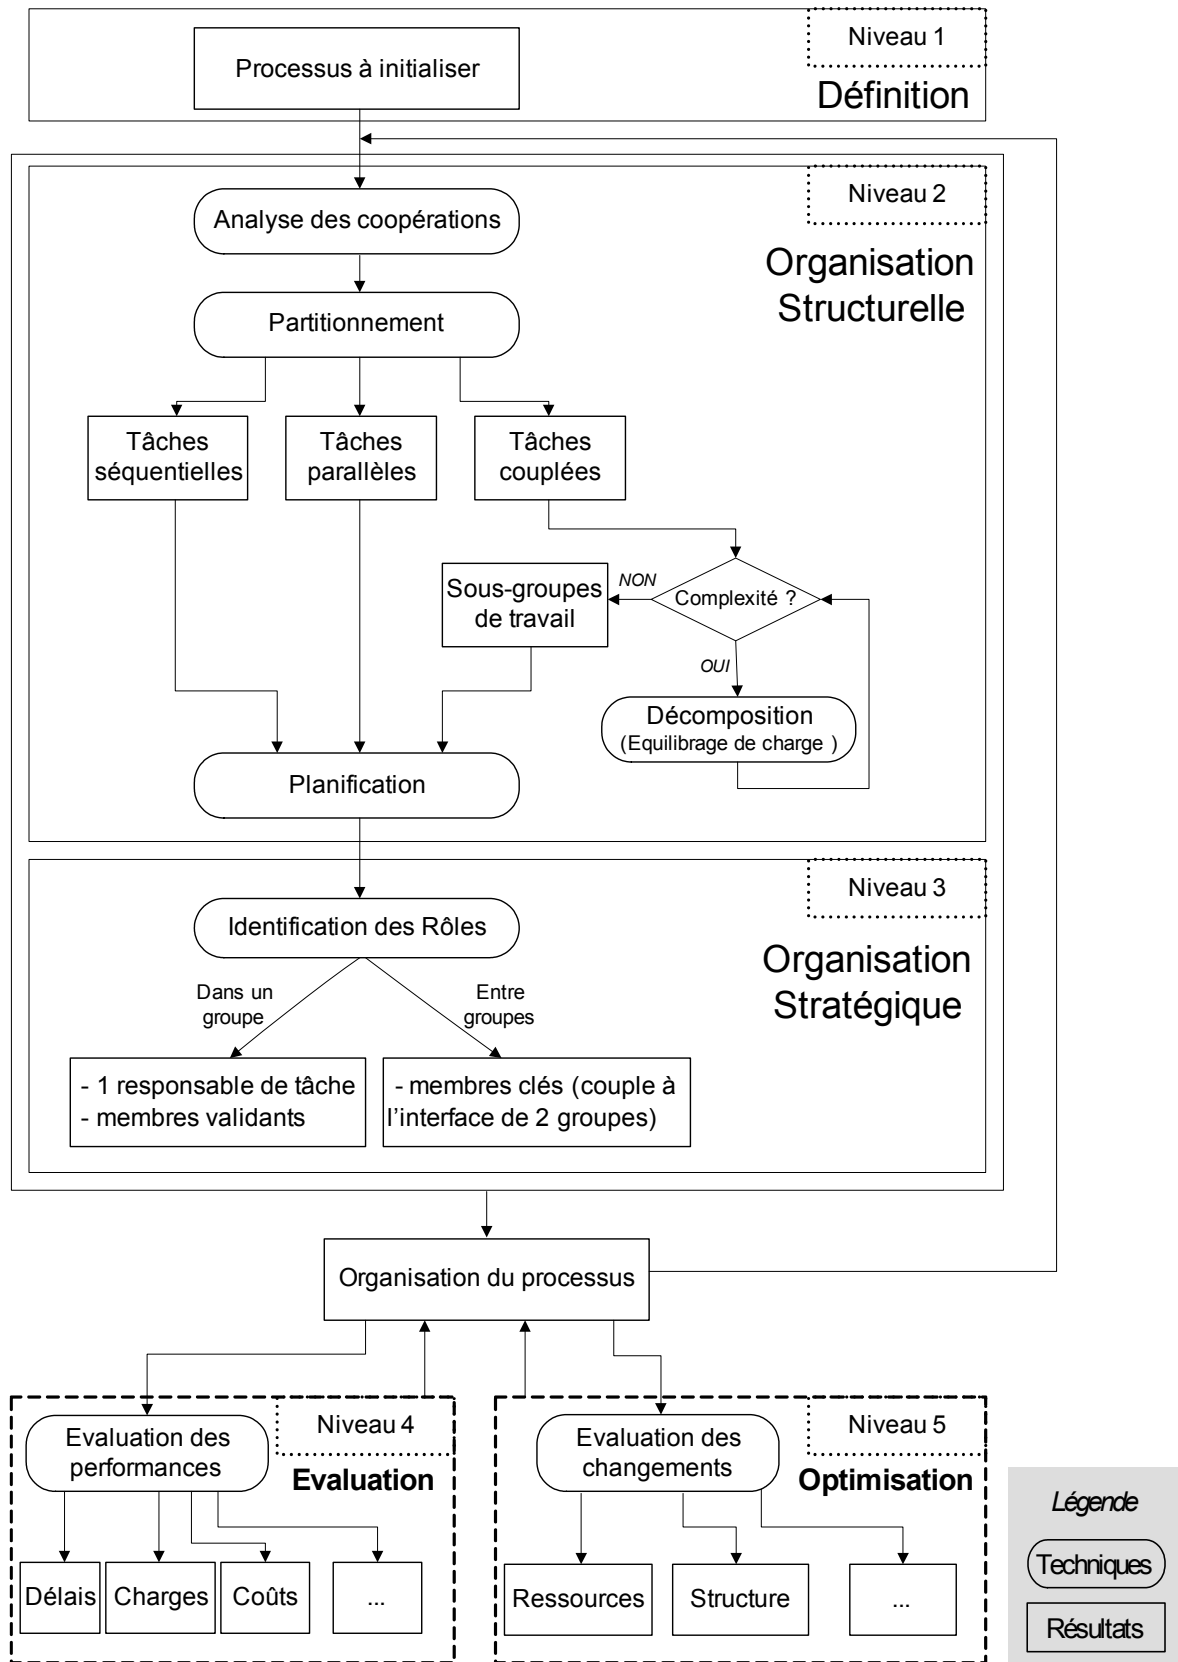 Niveau 1
Processus à initialiser
Définition
Niveau 2
Analyse des coopérations
Organisation
Structurelle
Partitionnement
Tâches
séquentielles
Tâches
parallèles
Tâches
couplées
Sous-groupes
de travail
NON
Complexité ?
OUI
Décomposition
(Equilibrage de charge )
Planification
Niveau 3
Identification des Rôles
Organisation
Stratégique
Dans un
groupe
Entre
groupes
- 1 responsable de tâche
- membres validants
- membres clés (couple à
l'interface de 2 groupes)
Organisation du processus
Niveau 4
Evaluation des
performances
Evaluation
Délais
Charges
Coûts
...
Niveau 5
Evaluation des
changements
Optimisation
Ressources
Structure
...
Légende
Techniques
Résultats